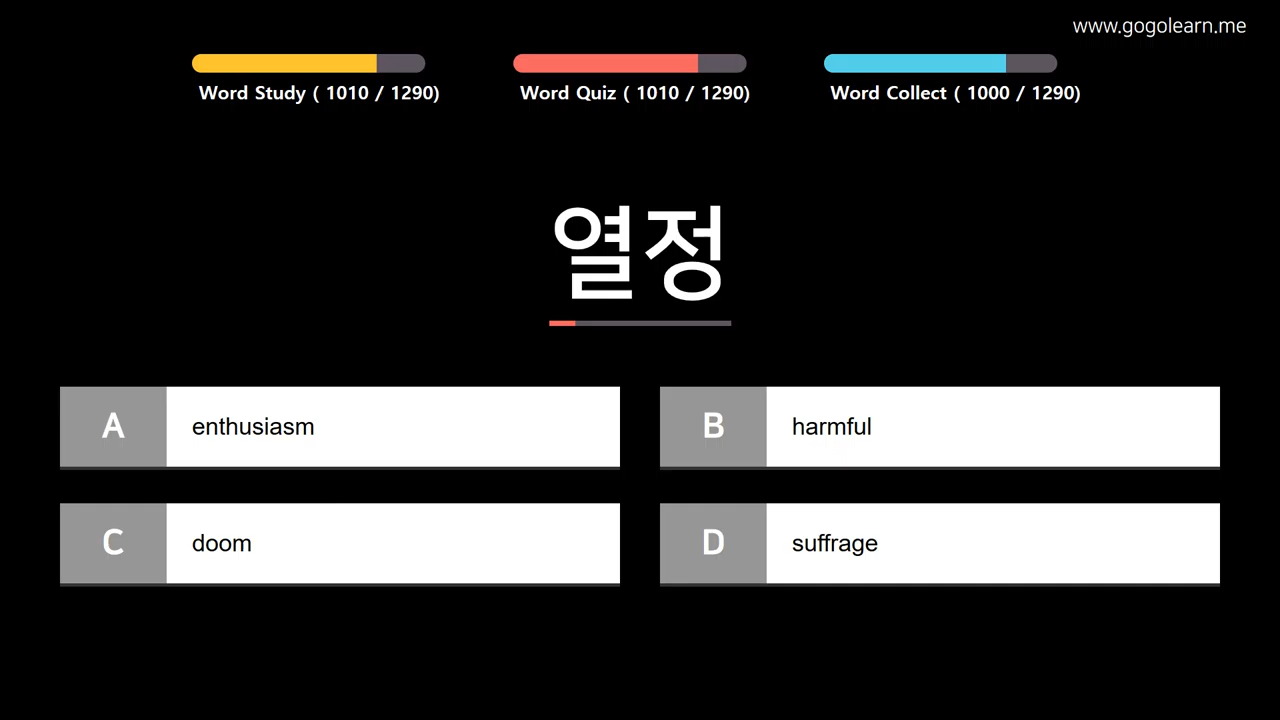 www.gogolearn.me
Word Study ( 1010 / 1290)
Word Quiz ( 1010 / 1290)
Word Collect ( 1000 / 1290)
열정
A enthusiasm
B harmful
C doom
D suffrage